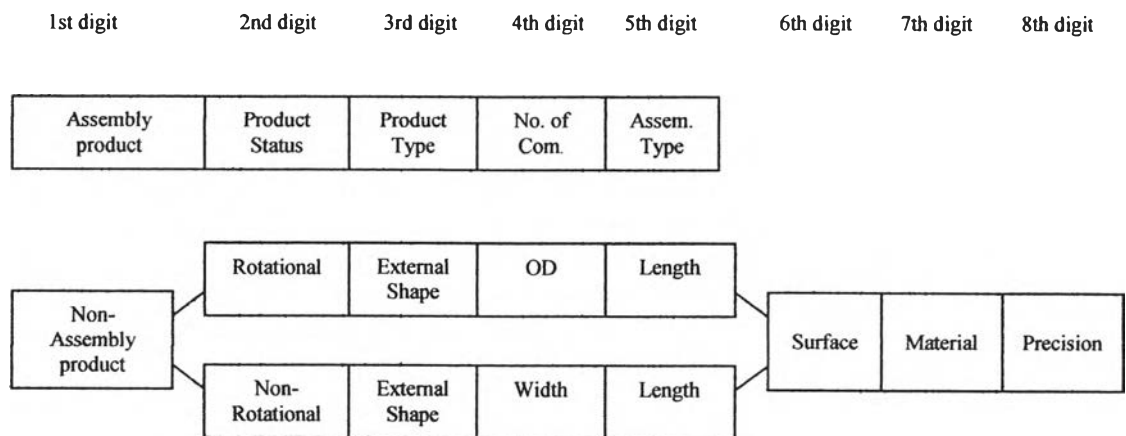 1st digit 2nd digit 3rd digit 4th digit 5th digit 6th digit 7th digit 8th digit
Assembly Product Product No. of Assem.
product Status Type Com. Type
Rotational External OD Length
Shape
Non-
Assembly
product
Surface Material Precision
Non- External Width Length
Rotational Shape